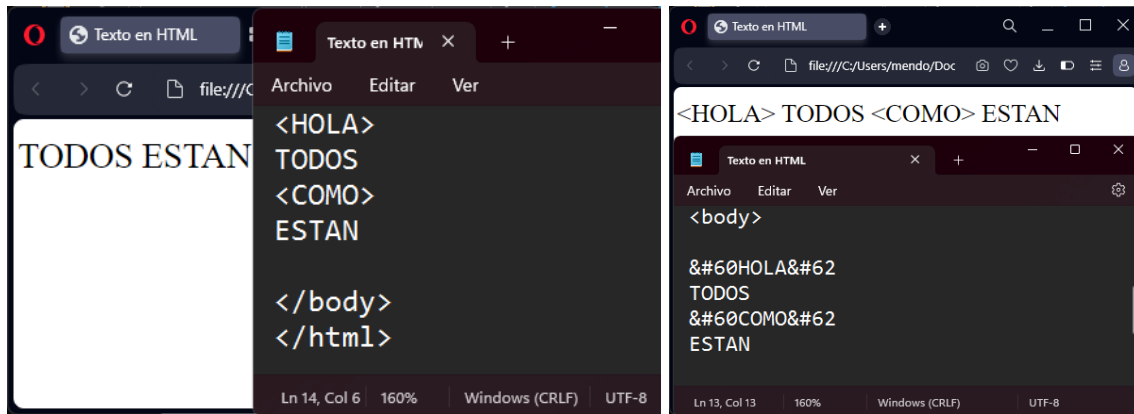 Texto en HTML
file:///C
TODOS ESTAN
Texto en HTM
Archivo Editar Ver
<HOLA>
TODOS
<COMO>
ESTAN
</body>
</html>
Ln 14, Col 6 160% Windows (CRLF) UTF-8
Texto en HTML
file:///C:/Users/mendo/Doc
<HOLA> TODOS <COMO> ESTAN
Texto en HTML
Archivo Editar Ver
<body>
&#60HOLA&#62
TODOS
&#60COMO&#62
ESTAN
Ln 13, Col 13 160% Windows (CRLF) UTF-8